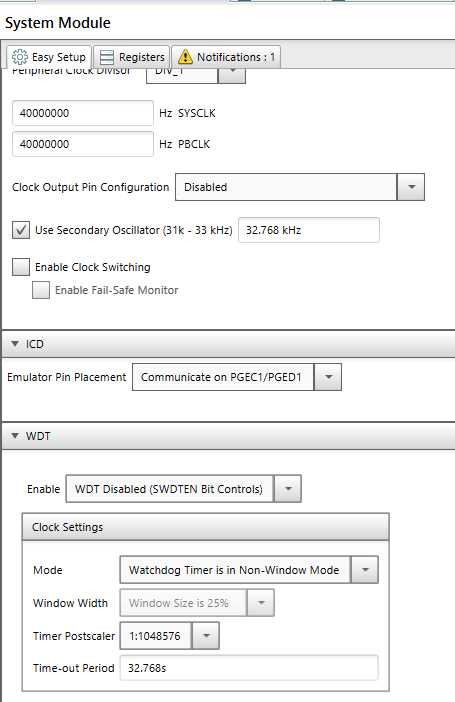 System Module
Easy Setup Registers Notifications : 1
Peripheral Clock Divisor DIV_1
40000000 Hz SYSCLK
40000000 Hz PBCLK
Clock Output Pin Configuration Disabled
Use Secondary Oscillator (31k - 33 kHz) 32.768 kHz
Enable Clock Switching
Enable Fail-Safe Monitor
ICD
Emulator Pin Placement Communicate on PGEC1/PGED1
WDT
Enable WDT Disabled (SWDTEN Bit Controls)
Clock Settings
Mode Watchdog Timer is in Non-Window Mode
Window Width Window Size is 25%
Timer Postscaler 1:1048576
Time-out Period 32.768s